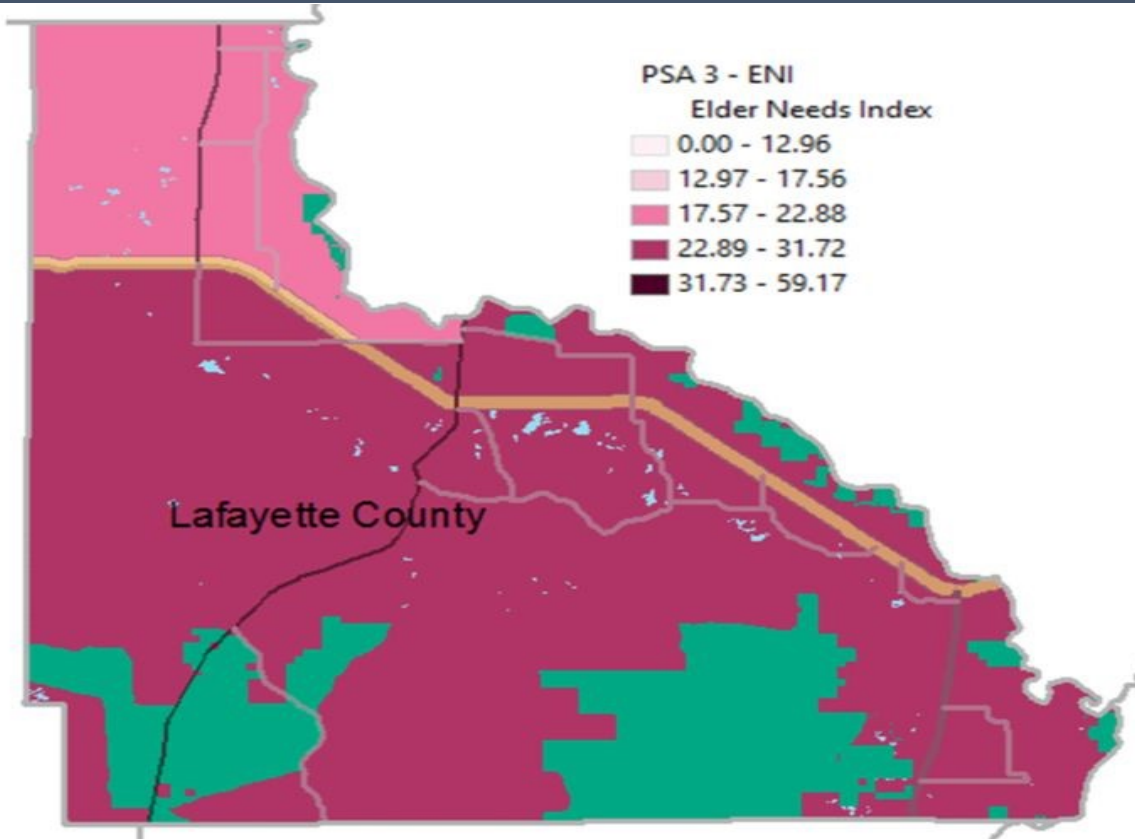 PSA 3 - ENI
Elder Needs Index
0.00 - 12.96
12.97 - 17.56
17.57 - 22.88
22.89 - 31.72
31.73 - 59.17
Lafayette County